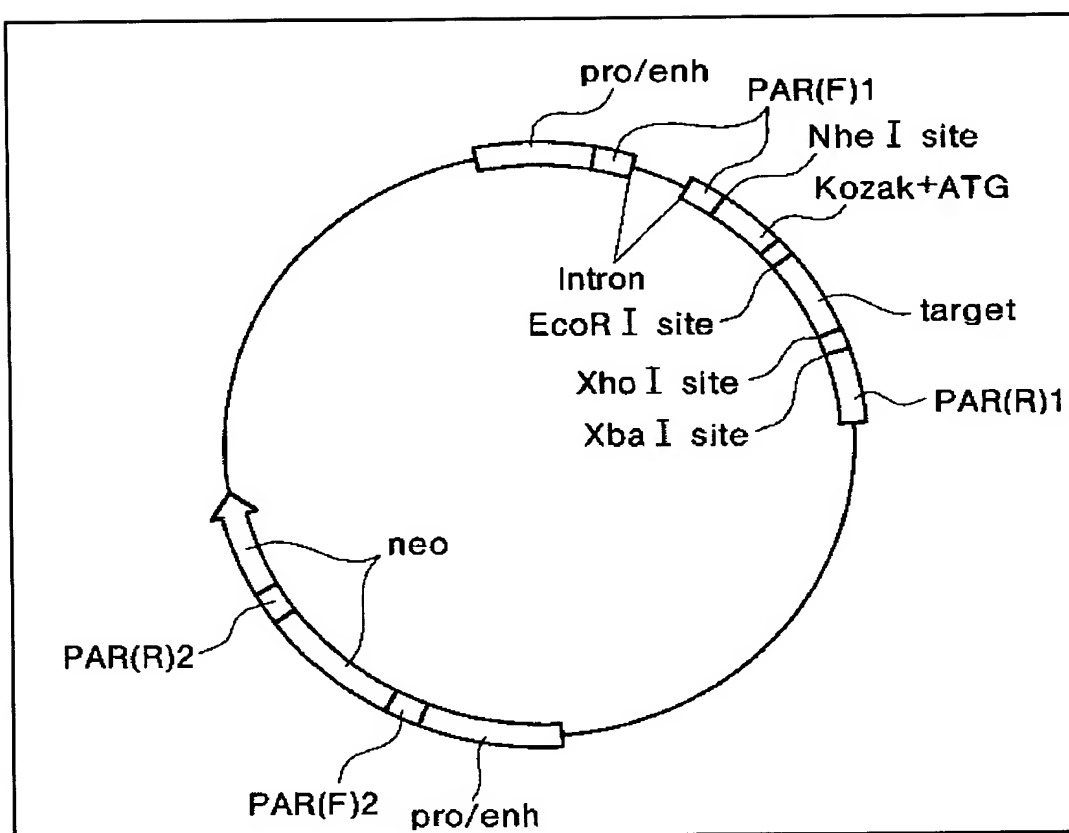 pro/enh
PAR(F)1
Nhe I site
Kozak+ATG
Intron
EcoR I site
target
Xho I site
PAR(R)1
Xba I site
neo
PAR(R)2
PAR(F)2
pro/enh